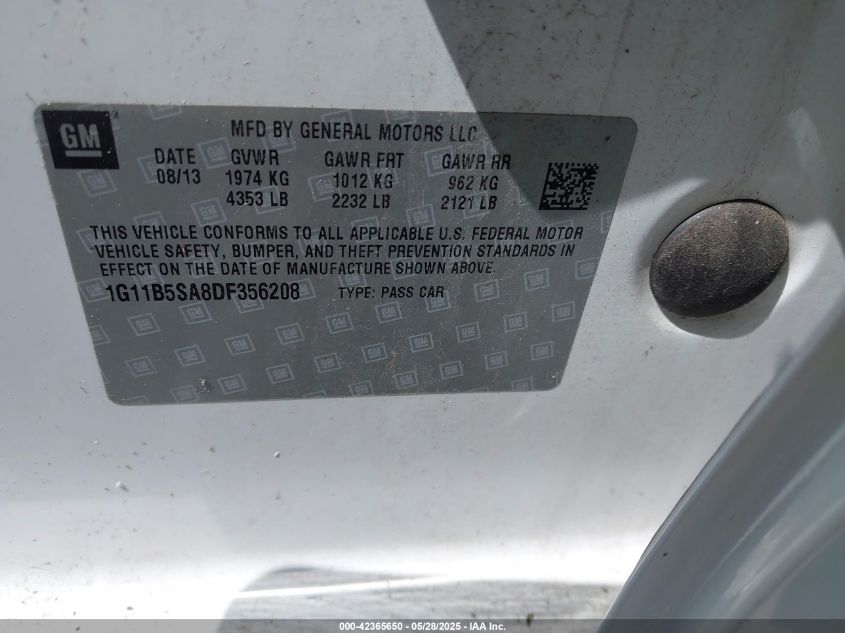 GM
MFD BY GENERAL MOTORS LLC
DATE GVWR GAWR FRT GAWR RR
08/13 1974 KG 1012 KG 962 KG
4353 LB 2232 LB 2121 LB
THIS VEHICLE CONFORMS TO ALL APPLICABLE U.S. FEDERAL MOTOR
VEHICLE SAFETY, BUMPER, AND THEFT PREVENTION STANDARDS IN
EFFECT ON THE DATE OF MANUFACTURE SHOWN ABOVE.
1G11B5SA8DF356208 TYPE: PASS CAR
000-42365650 - 05/28/2025 - IAA Inc.